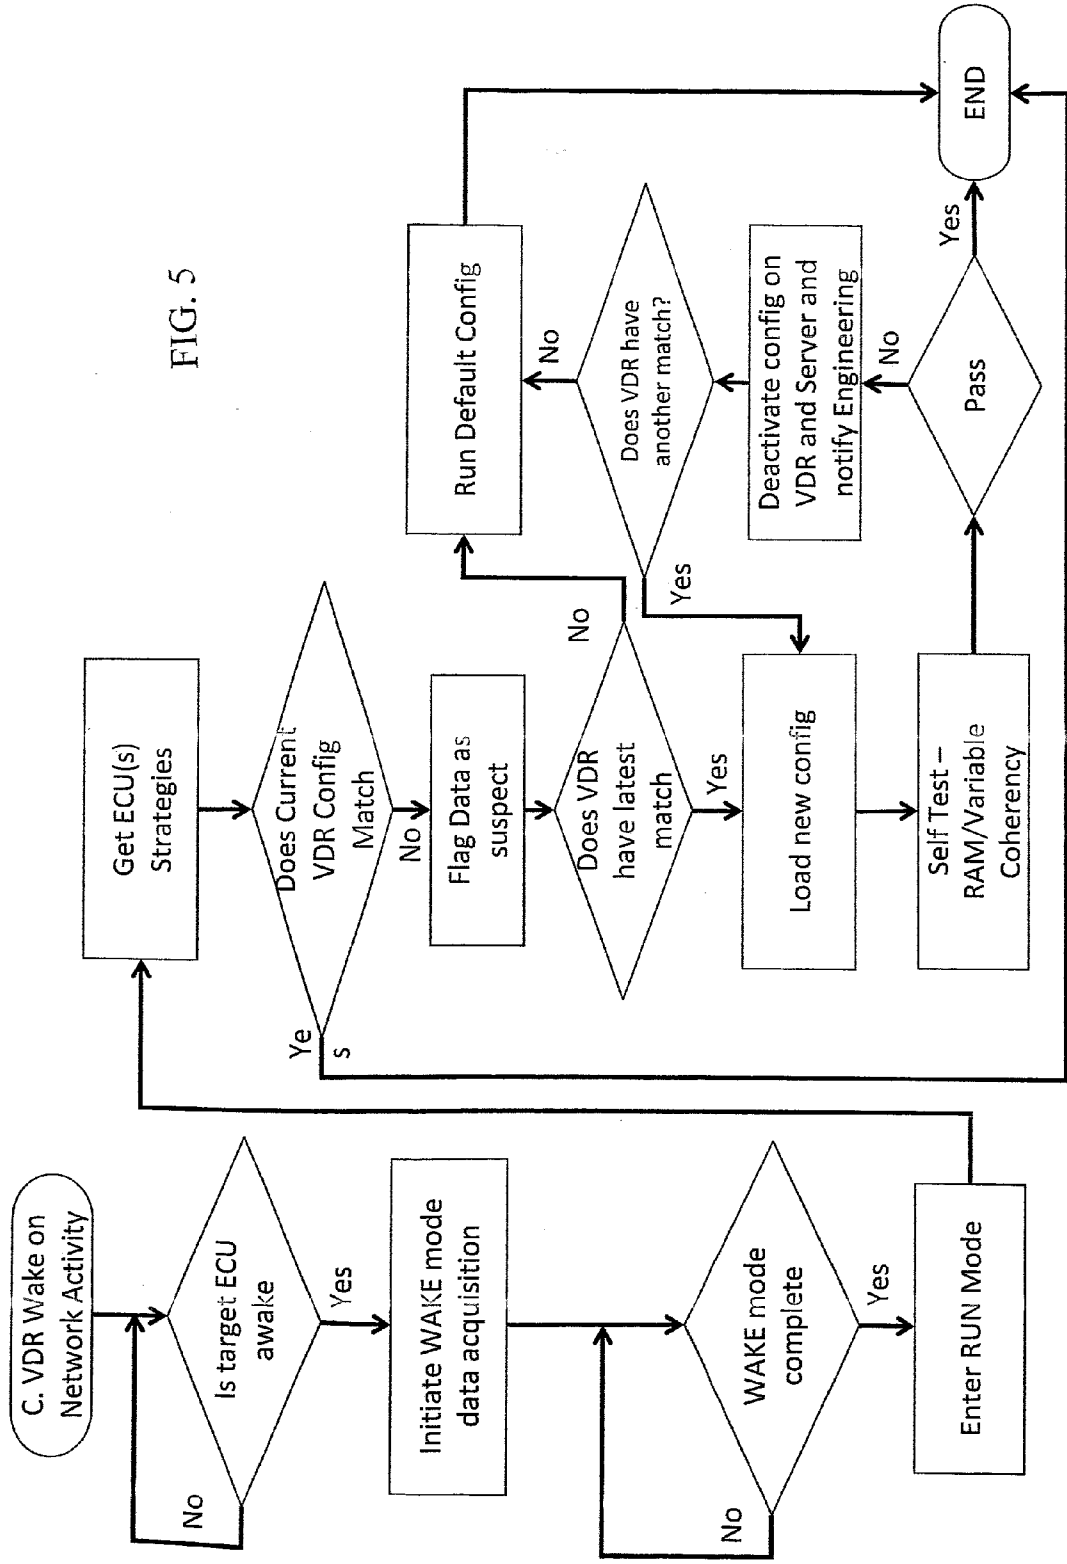 FIG. 5
C. VDR Wake on
Network Activity
Is target ECU
awake
No
Yes
Initiate WAKE mode
data acquisition
WAKE mode
complete
No
Yes
Enter RUN Mode
Get ECU(s)
Strategies
Does Current
VDR Config
Match
Ye
s
No
Flag Data as
suspect
Does VDR
have latest
match
No
Yes
Load new config
Self Test –
RAM/Variable
Coherency
Run Default Config
No
Does VDR have
another match?
Yes
Deactivate config on
VDR and Server and
notify Engineering
No
Pass
Yes
END